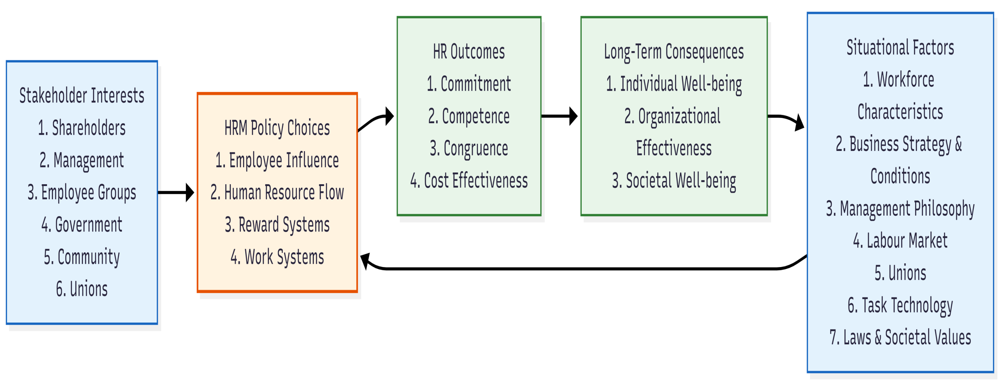 Stakeholder Interests
1. Shareholders
2. Management
3. Employee Groups
4. Government
5. Community
6. Unions
HRM Policy Choices
1. Employee Influence
2. Human Resource Flow
3. Reward Systems
4. Work Systems
HR Outcomes
1. Commitment
2. Competence
3. Congruence
4. Cost Effectiveness
Long-Term Consequences
1. Individual Well-being
2. Organizational
Effectiveness
3. Societal Well-being
Situational Factors
1. Workforce
Characteristics
2. Business Strategy &
Conditions
3. Management Philosophy
4. Labour Market
5. Unions
6. Task Technology
7. Laws & Societal Values